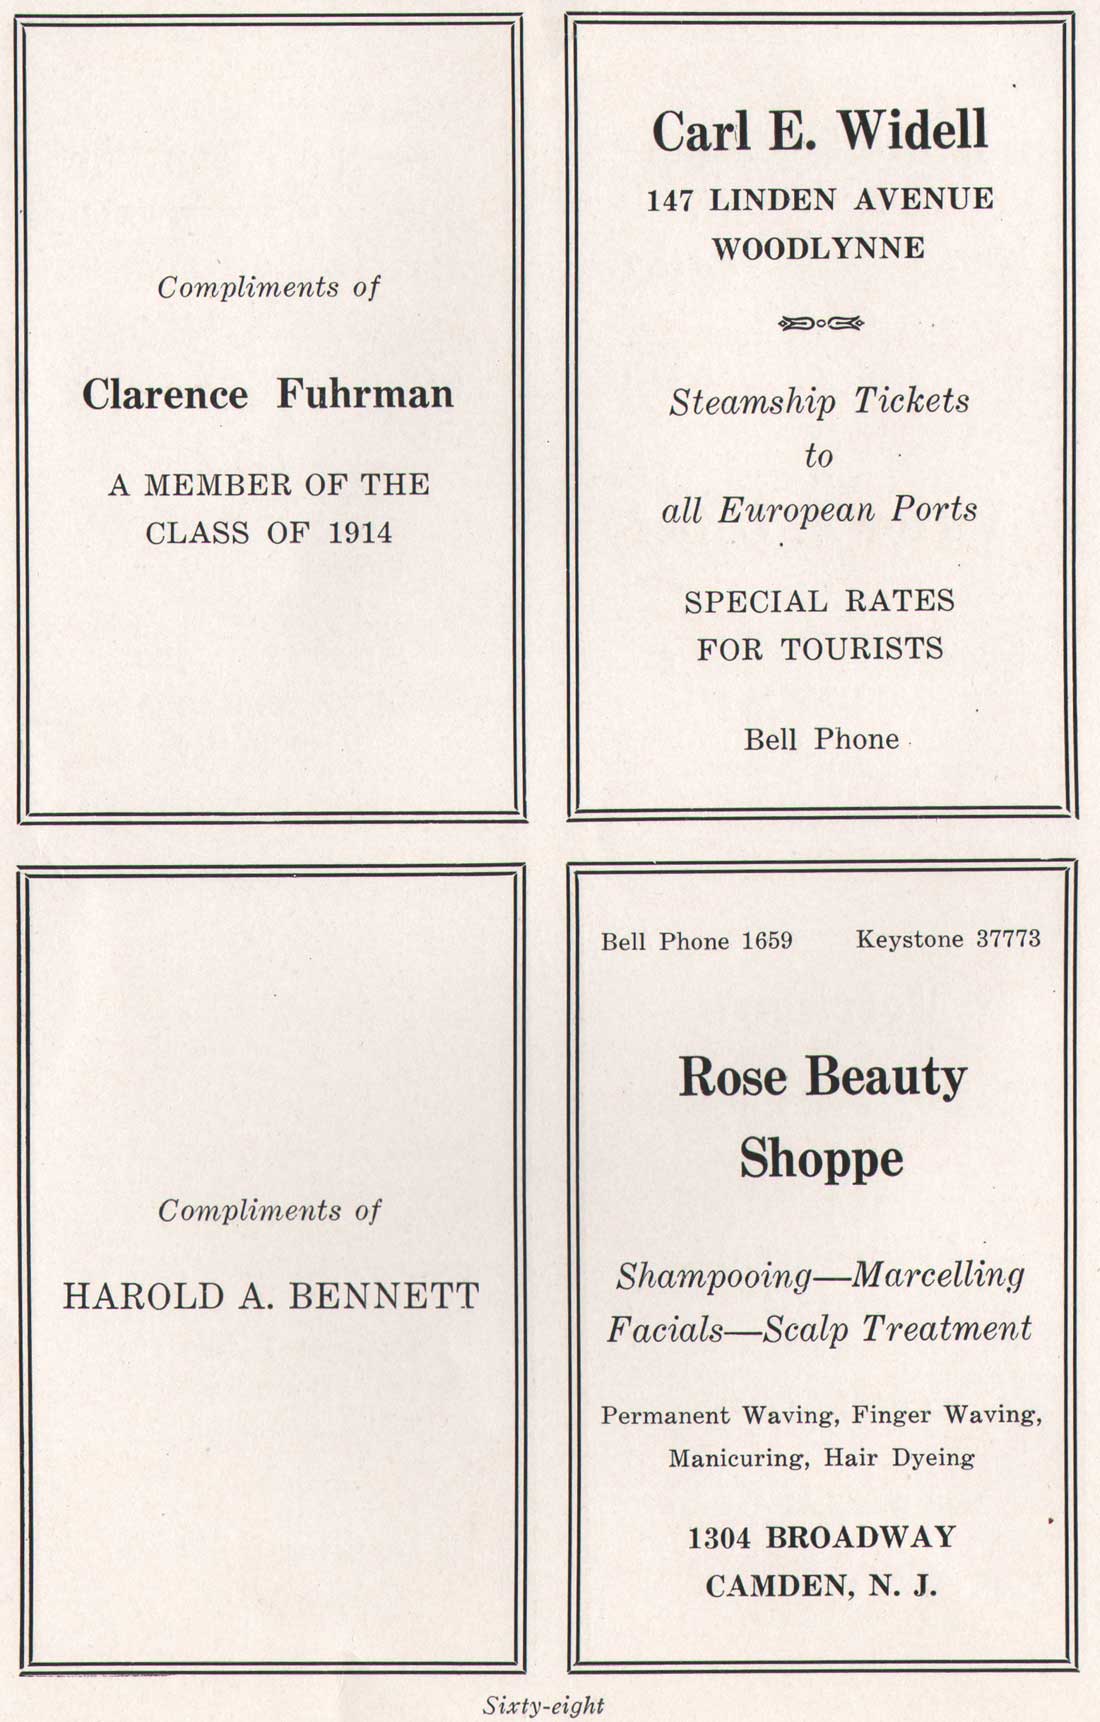 Compliments of
Clarence Fuhrman
A MEMBER OF THE
CLASS OF 1914
Carl E. Widell
147 LINDEN AVENUE
WOODLYNNE
Steamship Tickets
to
all European Ports
SPECIAL RATES
FOR TOURISTS
Bell Phone
Compliments of
HAROLD A. BENNETT
Bell Phone 1659 Keystone 37773
Rose Beauty
Shoppe
Shampooing—Marcelling
Facials—Scalp Treatment
Permanent Waving, Finger Waving,
Manicuring, Hair Dyeing
1304 BROADWAY
CAMDEN, N. J.
Sixty-eight